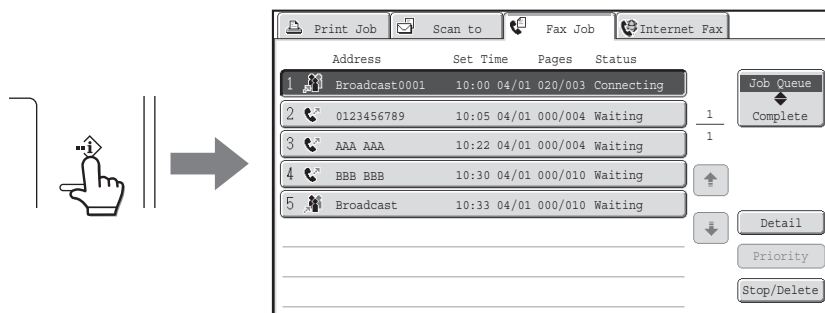 Print Job Scan to Fax Job Internet Fax
Address Set Time Pages Status
1 Broadcast0001 10:00 04/01 020/003 Connecting
2 0123456789 10:05 04/01 000/004 Waiting
3 AAA AAA 10:22 04/01 000/004 Waiting
4 BBB BBB 10:30 04/01 000/010 Waiting
5 Broadcast 10:33 04/01 000/010 Waiting
1
1
Job Queue
Complete
Detail
Priority
Stop/Delete